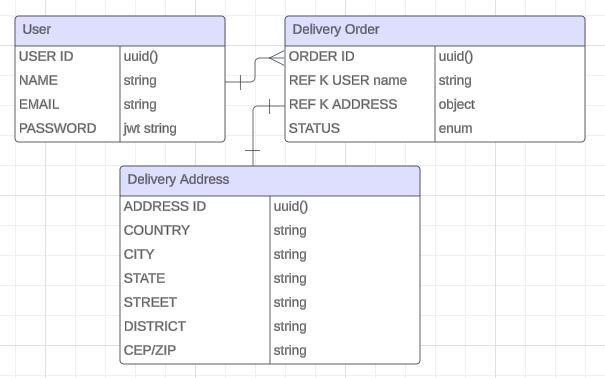 User
USER ID uuid()
NAME string
EMAIL string
PASSWORD jwt string
Delivery Order
ORDER ID uuid()
REF K USER name string
REF K ADDRESS object
STATUS enum
Delivery Address
ADDRESS ID uuid()
COUNTRY string
CITY string
STATE string
STREET string
DISTRICT string
CEP/ZIP string